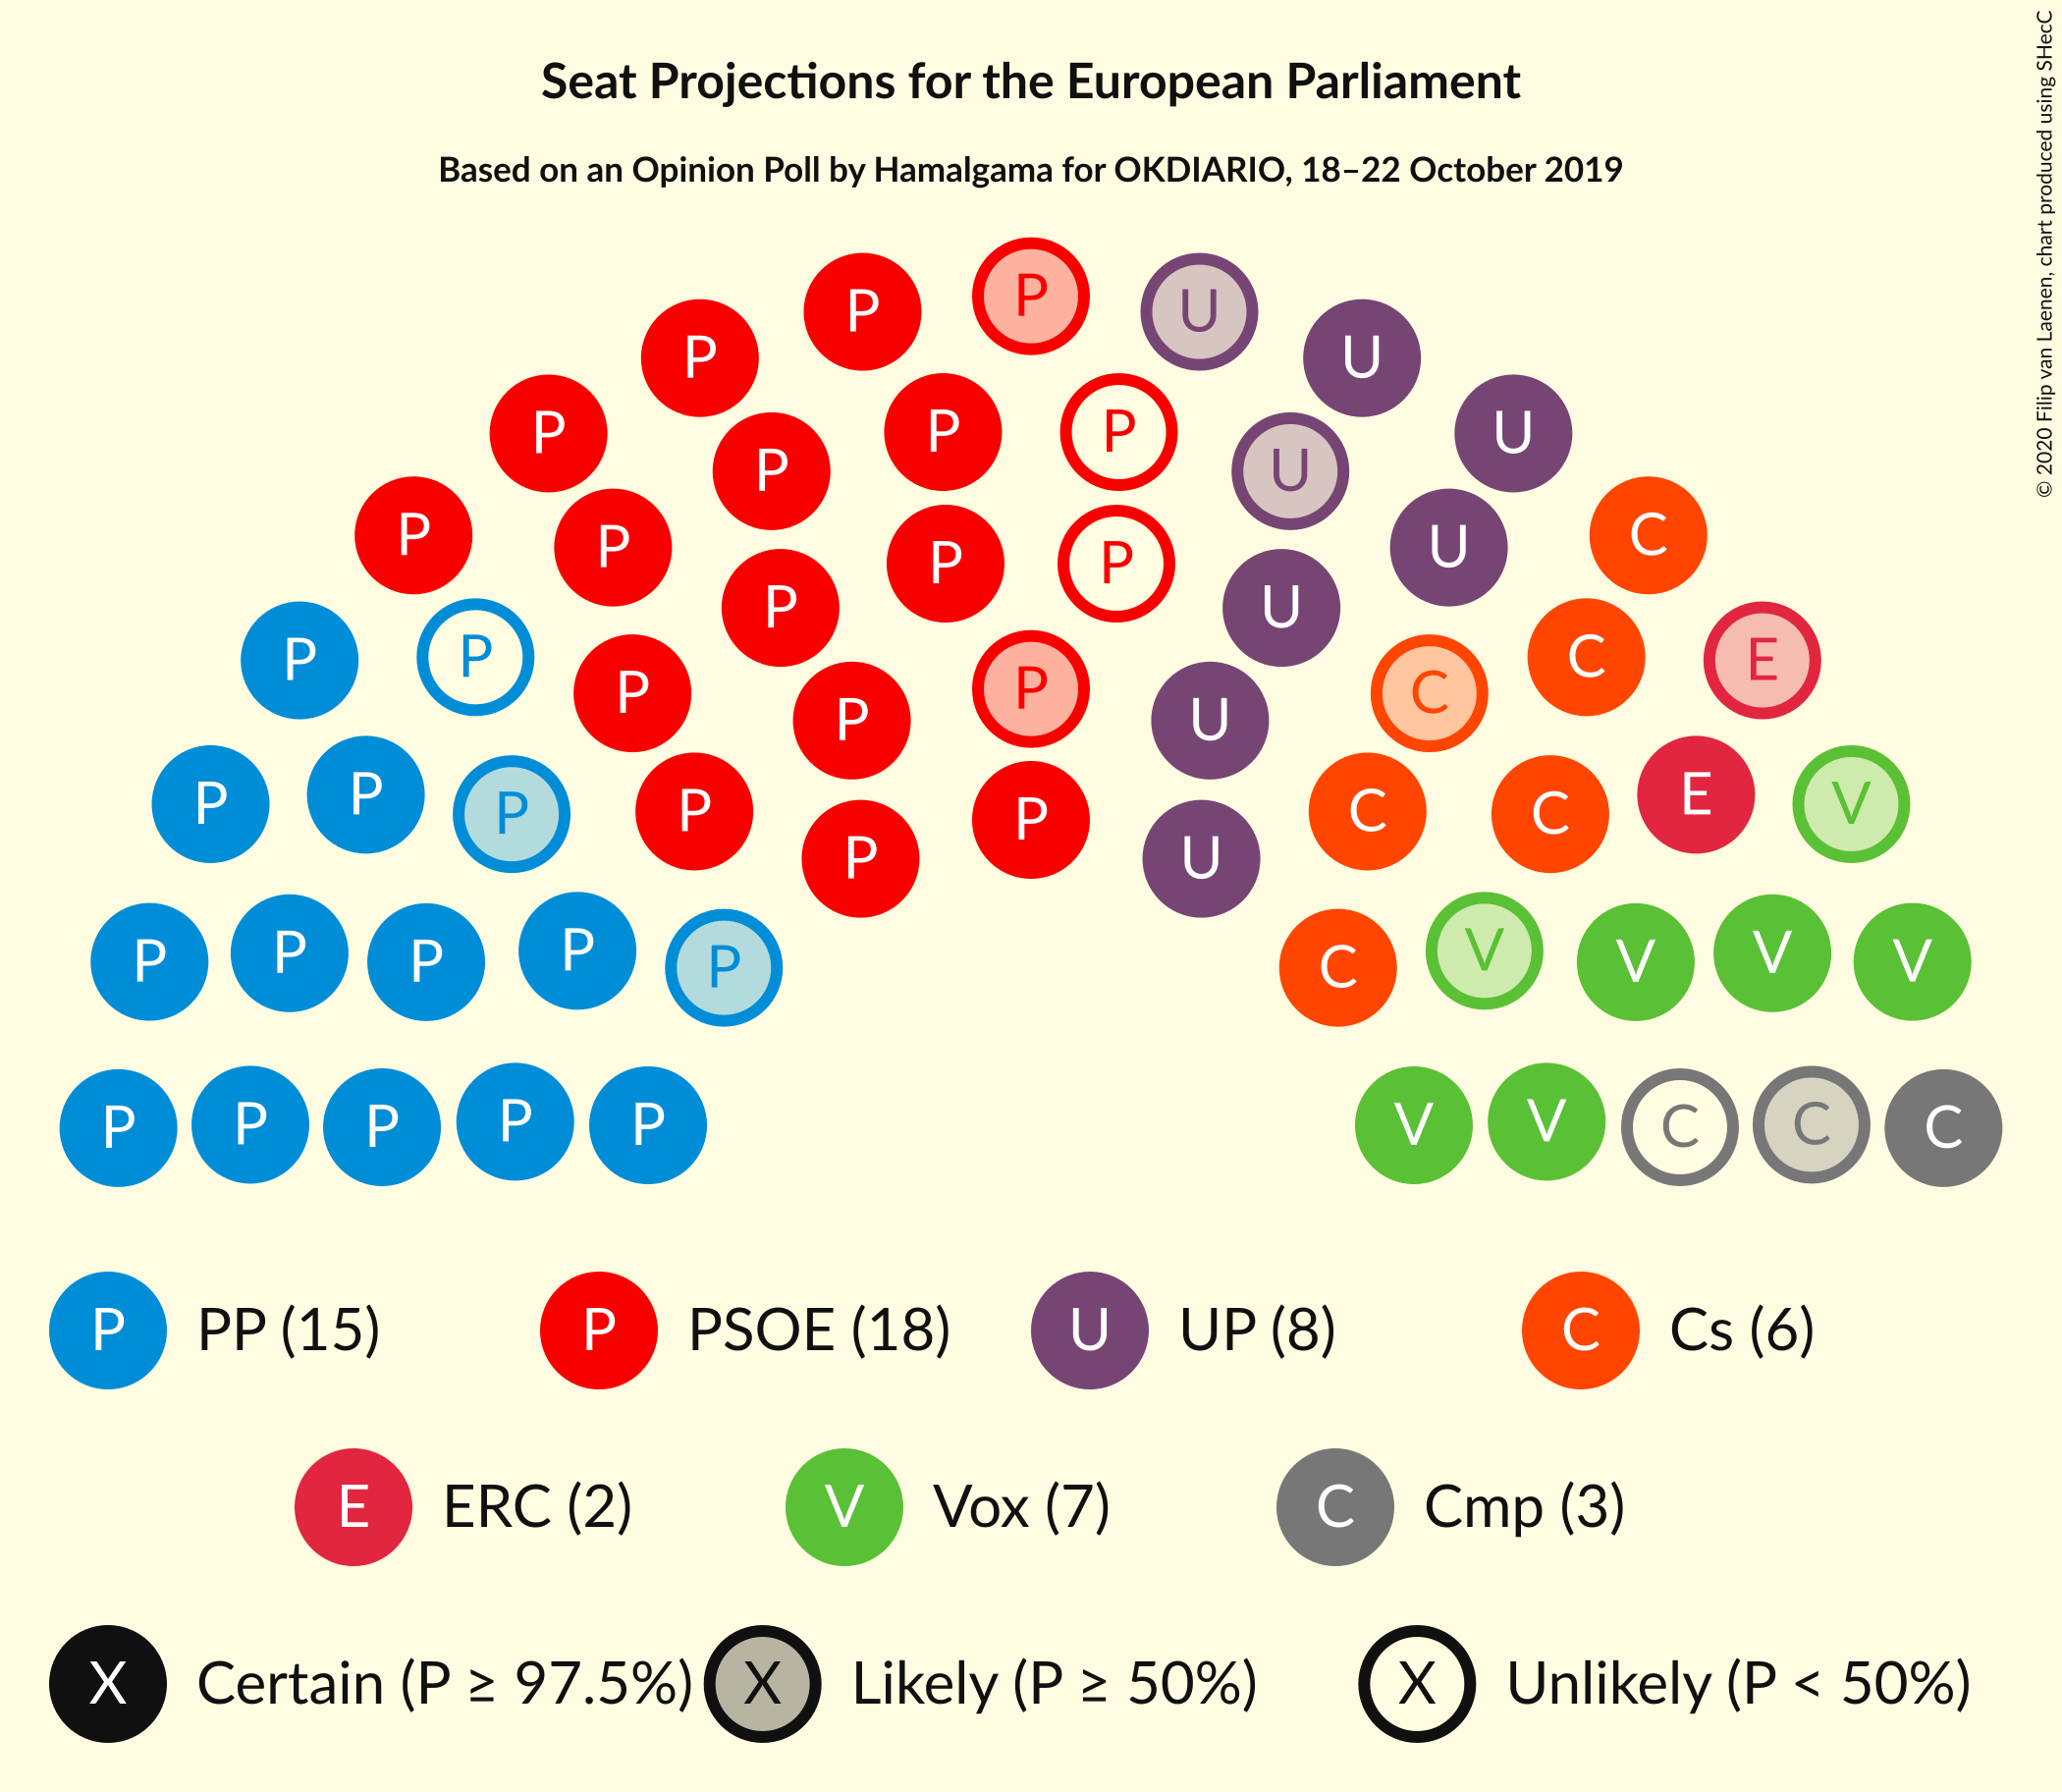 Seat Projections for the European Parliament
Based on an Opinion Poll by Hamalgama for OKDIARIO, 18–22 October 2019
© 2020 Filip van Laenen, chart produced using SHecC
P U
P U
P U
P P
P P U
P C
P P
P U
P P C
P P E
P C
P P U
P P C
P P V
P P C C E
P P U
P P P P P C V V V V
P P P P P V V C C C
P PP (15) P PSOE (18) U UP (8) C Cs (6)
E ERC (2) V Vox (7) C Cmp (3)
X Certain (P ≥ 97.5%) X Likely (P ≥ 50%) X Unlikely (P < 50%)